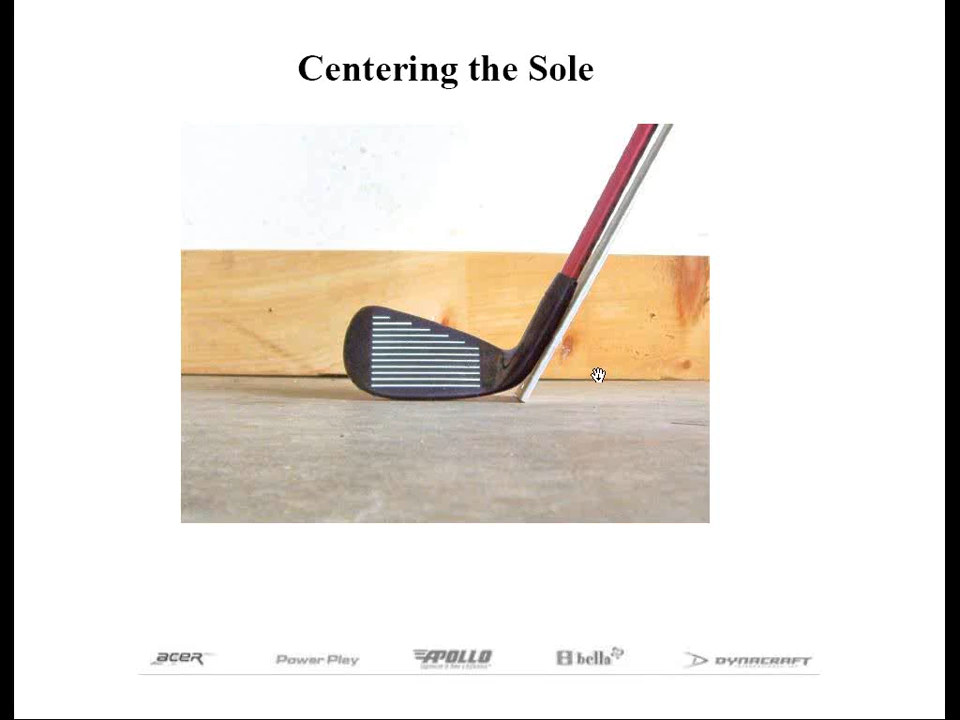 Centering the Sole
ACER
Power Play
APOLLO
bella
DYNACRAFT